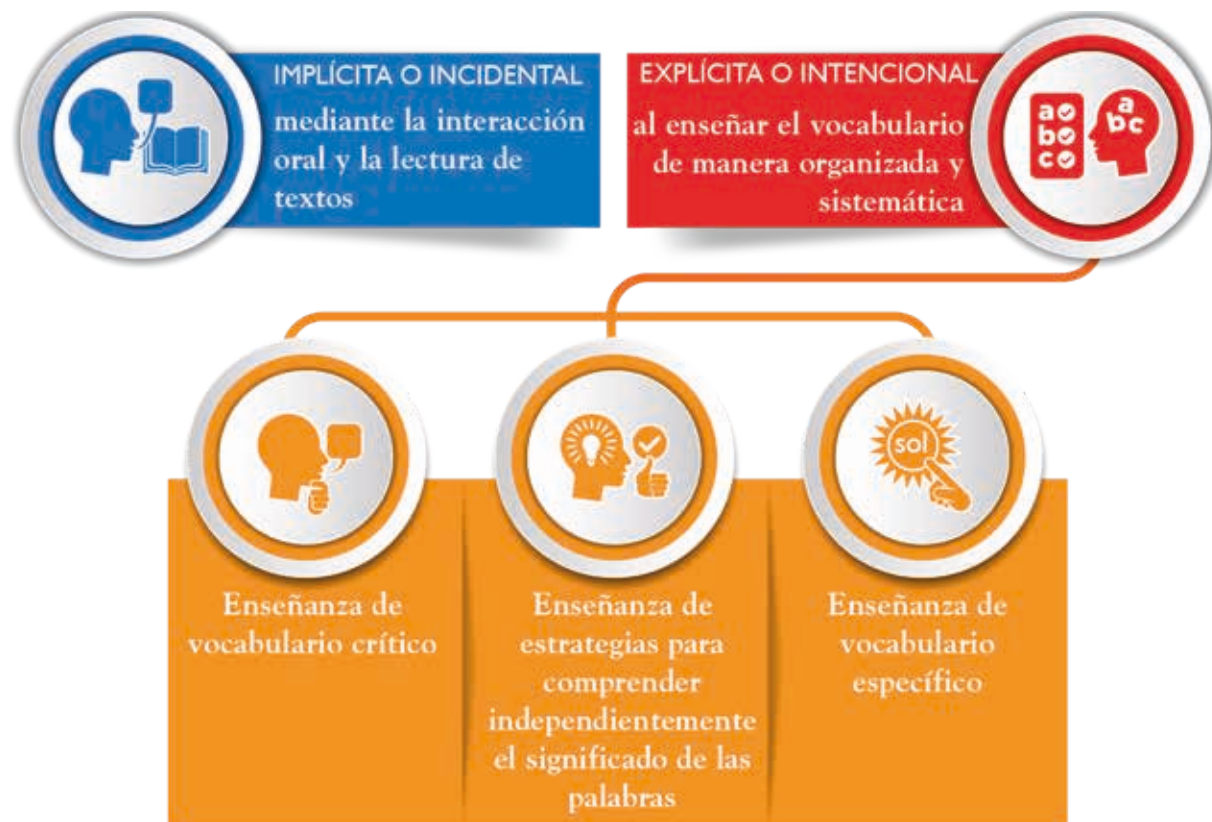 IMPLÍCITA O INCIDENTAL
mediante la interacción
oral y la lectura de
textos
EXPLÍCITA O INTENCIONAL
al enseñar el vocabulario
de manera organizada y
sistemática
a
b
c
a
bc
sol
Enseñanza de
vocabulario crítico
Enseñanza de
estrategias para
comprender
independientemente
el significado de las
palabras
Enseñanza de
vocabulario
específico